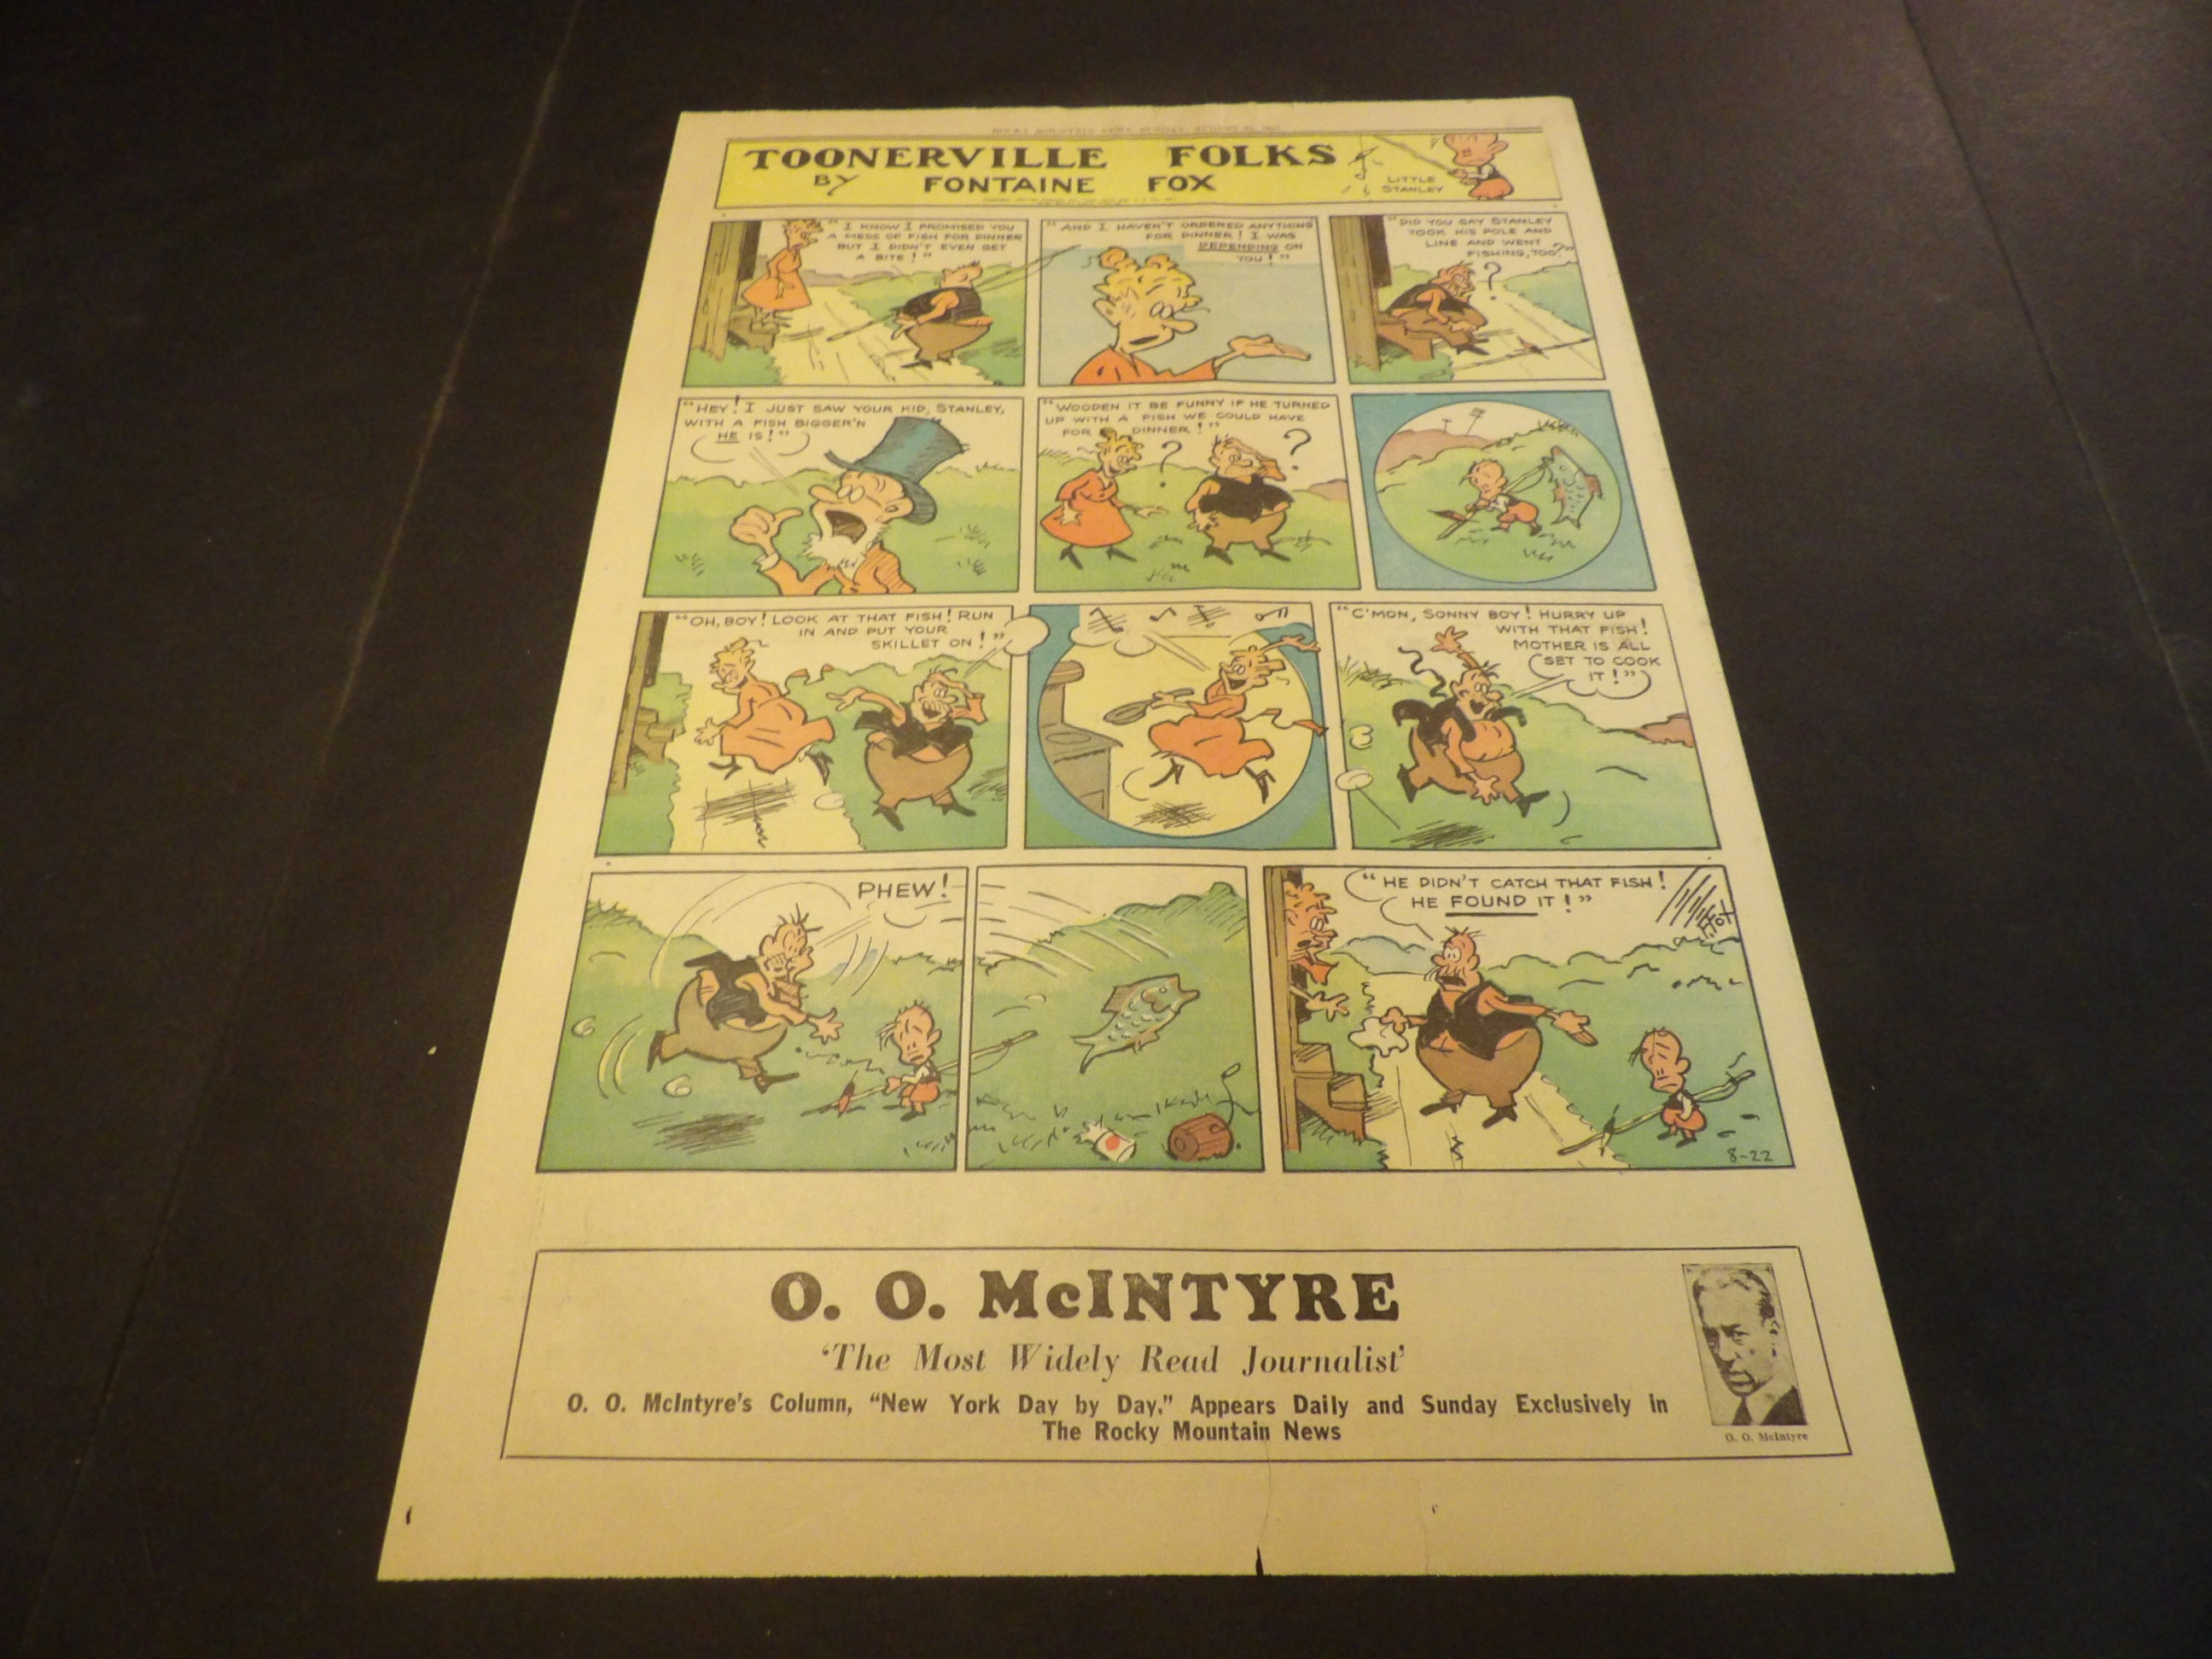 ROCKY MOUNTAIN NEWS, SUNDAY, AUGUST 22,
TOONERVILLE FOLKS
BY FONTAINE FOX
LITTLE
STANLEY
"I KNOW I PROMISED YOU
A MESS OF FISH FOR DINNER
BUT I DIDN'T EVEN GET
A BITE!"
"AND I HAVEN'T ORDERED ANYTHING
FOR DINNER! I WAS
DEPENDING ON
YOU!"
"DID YOU SAY STANLEY
TOOK HIS POLE AND
LINE AND WENT
FISHING, TOO?"
?
"HEY! I JUST SAW YOUR KID, STANLEY,
WITH A FISH BIGGER'N
HE IS!"
"WOODEN IT BE FUNNY IF HE TURNED
UP WITH A FISH WE COULD HAVE
FOR DINNER!"
? ?
"OH, BOY! LOOK AT THAT FISH! RUN
IN AND PUT YOUR
SKILLET ON!"
"C'MON, SONNY BOY! HURRY UP
WITH THAT FISH!
MOTHER IS ALL
SET TO COOK
IT!"
PHEW!
"HE DIDN'T CATCH THAT FISH!
HE FOUND IT!"
FOX
8-22
O. O. McINTYRE
'The Most Widely Read Journalist'
O. O. McIntyre's Column, "New York Day by Day," Appears Daily and Sunday Exclusively in
The Rocky Mountain News
O. O. McIntyre